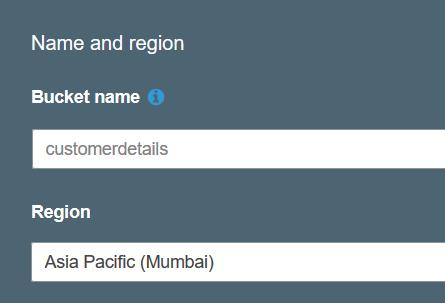 Name and region
Bucket name
customerdetails
Region
Asia Pacific (Mumbai)